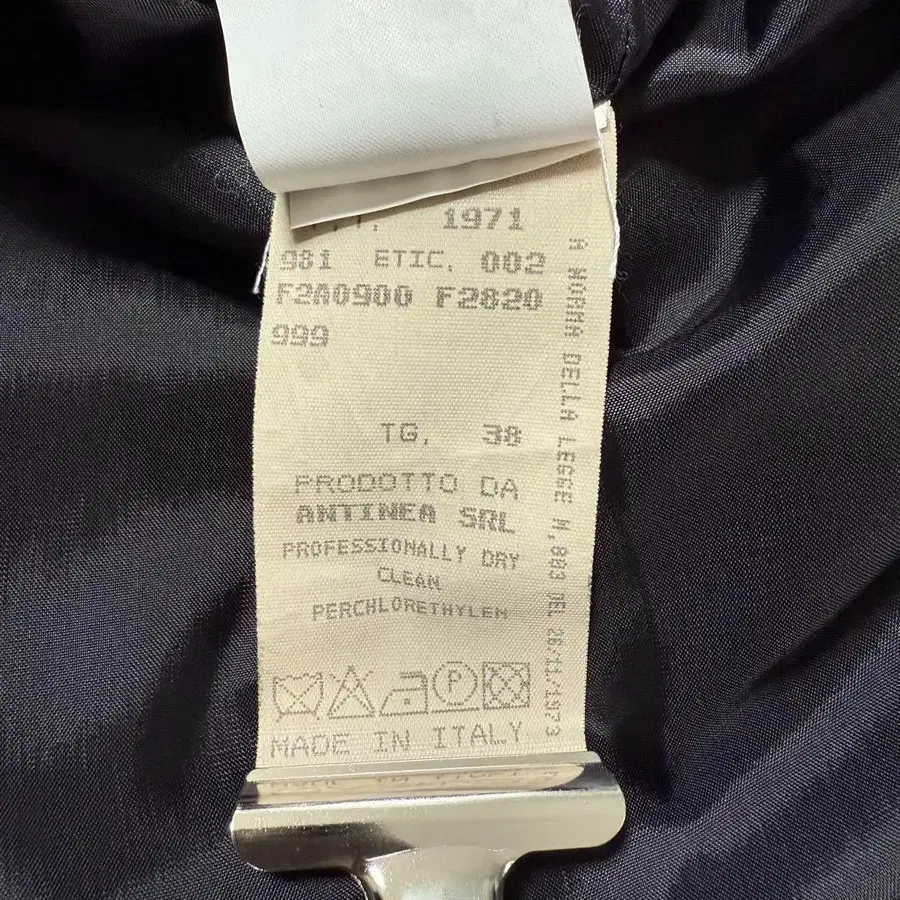 1971
981 ETIC. 002
F2A0900 F2820
999
TG. 38
PRODOTTO DA
ANTINEA SRL
PROFESSIONALLY DRY
CLEAN
PERCHLORETHYLEN
P
MADE IN ITALY
A NORMA DELLA LEGGE N.883 DEL 26/11/1973